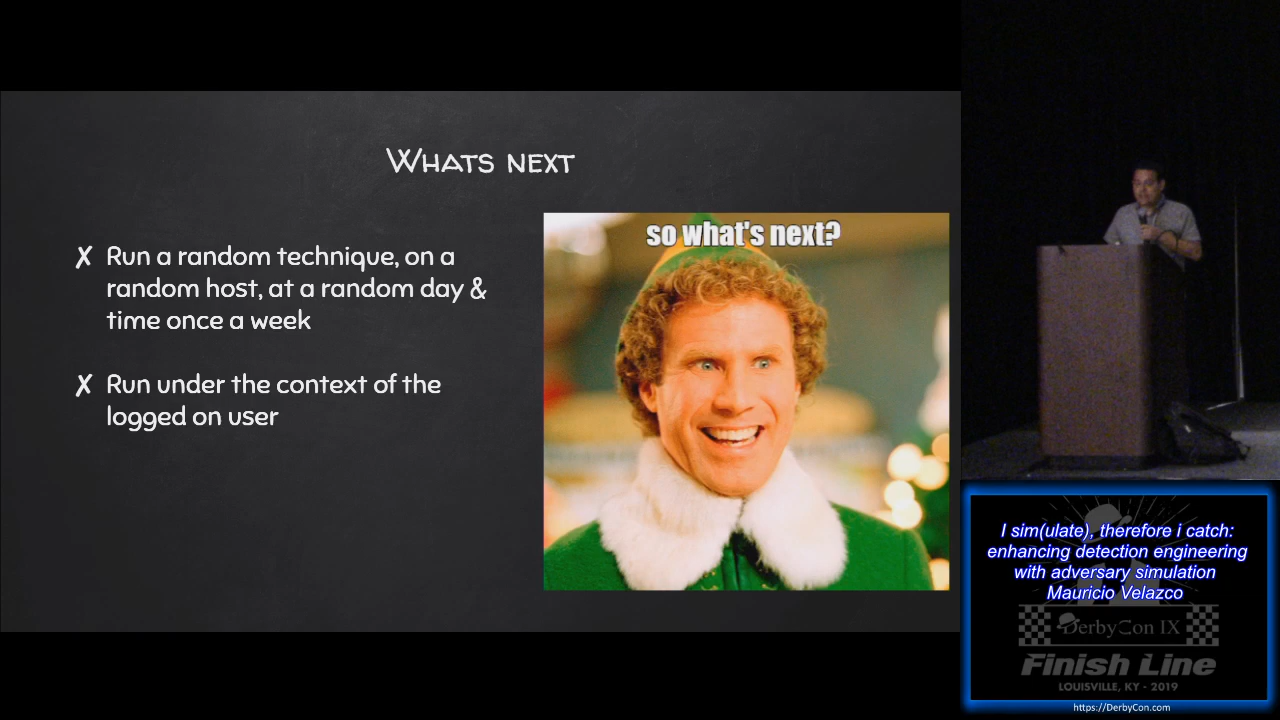 Whats next
✗ Run a random technique, on a
random host, at a random day &
time once a week
✗ Run under the context of the
logged on user
so what's next?
I sim(ulate), therefore i catch:
enhancing detection engineering
with adversary simulation
Mauricio Velazco
DerbyCon IX
Finish Line
LOUISVILLE, KY - 2019
https://DerbyCon.com